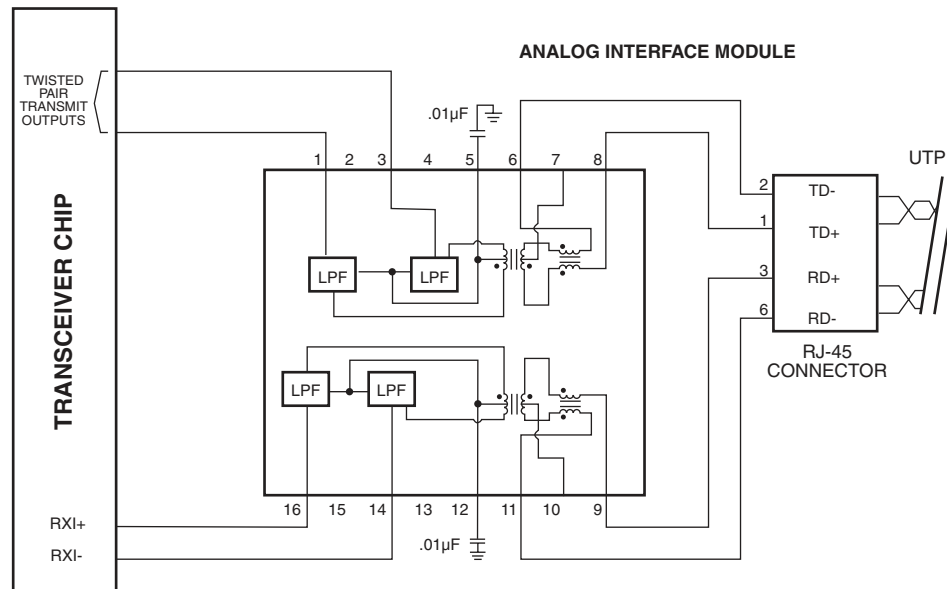 ANALOG INTERFACE MODULE
TWISTED
PAIR
TRANSMIT
OUTPUTS
.01µF
1 2 3 4 5 6 7 8
UTP
TRANSCEIVER CHIP
LPF LPF
2 TD-
1 TD+
3 RD+
6 RD-
RJ-45
CONNECTOR
LPF LPF
16 15 14 13 12 11 10 9
RXI+
RXI-
.01µF